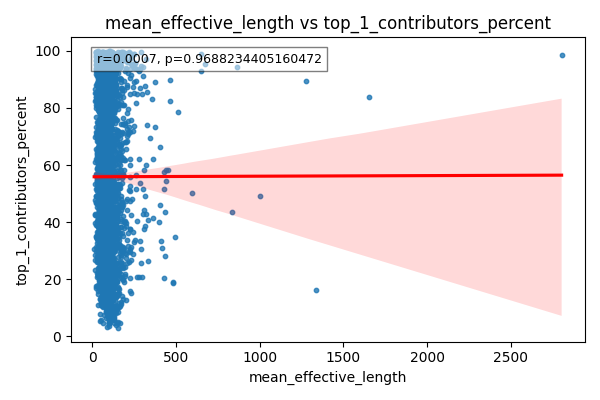 mean_effective_length vs top_1_contributors_percent
r=0.0007, p=0.9688234405160472
100
80
60
40
20
0
top_1_contributors_percent
0 500 1000 1500 2000 2500
mean_effective_length